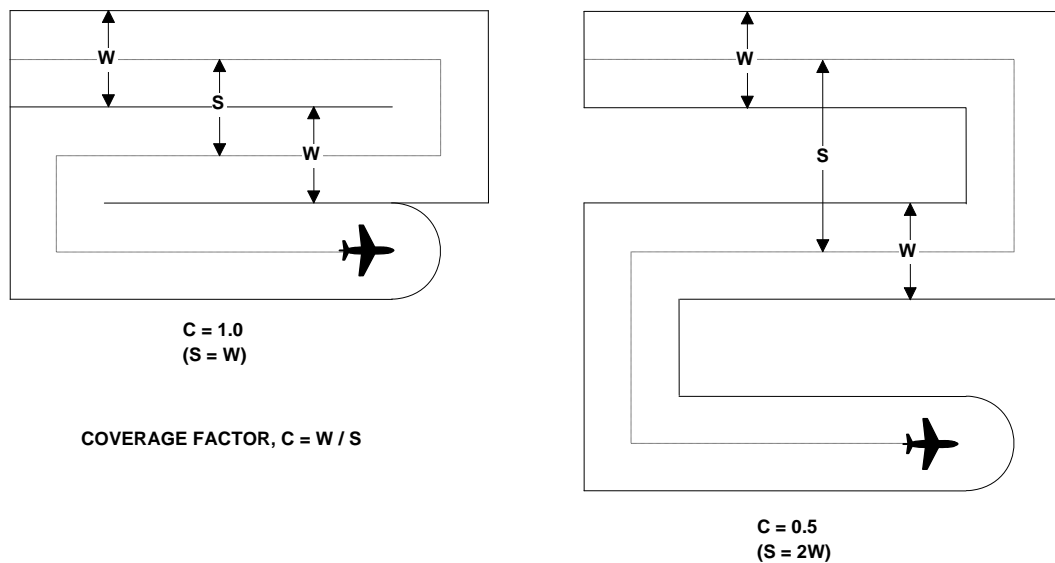 W
S
W
C = 1.0
(S = W)
COVERAGE FACTOR, C = W / S
W
S
W
C = 0.5
(S = 2W)